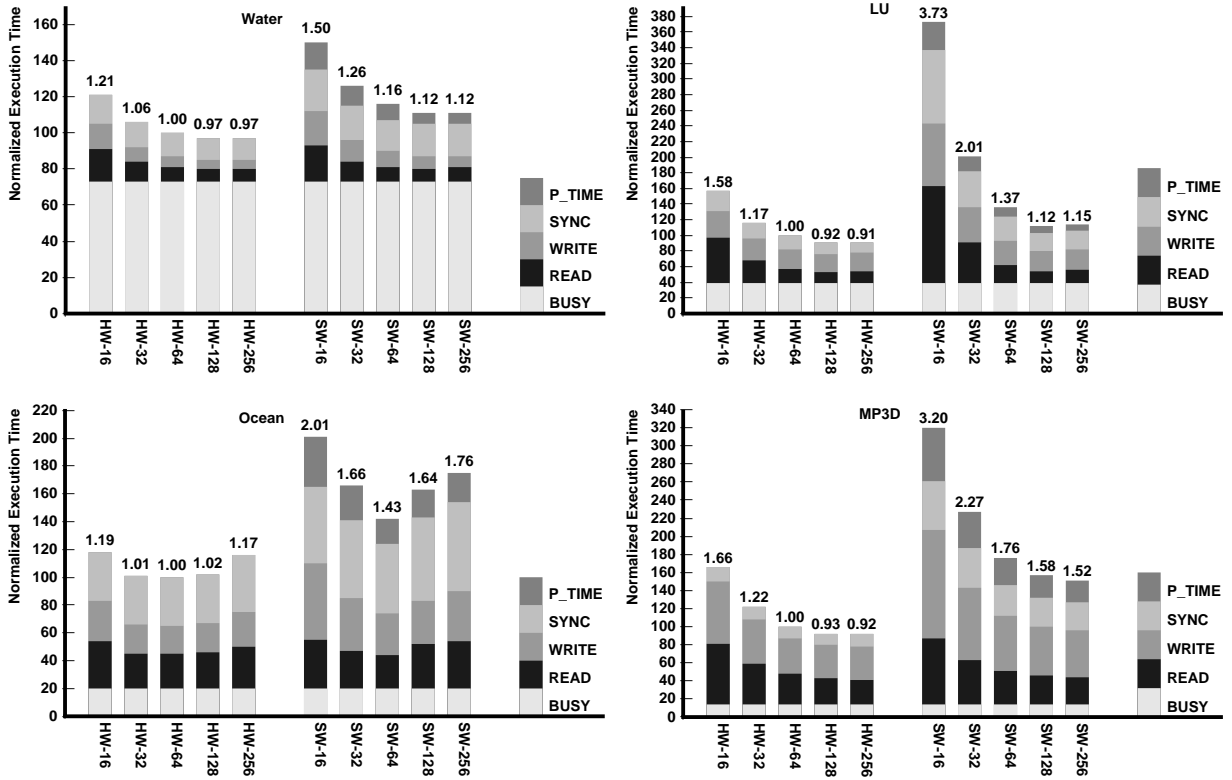 Water
Normalized Execution Time
160
140
120
100
80
60
40
20
0
1.21
1.06
1.00
0.97
0.97
1.50
1.26
1.16
1.12
1.12
HW-16
HW-32
HW-64
HW-128
HW-256
SW-16
SW-32
SW-64
SW-128
SW-256
P_TIME
SYNC
WRITE
READ
BUSY
LU
Normalized Execution Time
380
360
340
320
300
280
260
240
220
200
180
160
140
120
100
80
60
40
20
0
1.58
1.17
1.00
0.92
0.91
3.73
2.01
1.37
1.12
1.15
HW-16
HW-32
HW-64
HW-128
HW-256
SW-16
SW-32
SW-64
SW-128
SW-256
P_TIME
SYNC
WRITE
READ
BUSY
Ocean
Normalized Execution Time
220
200
180
160
140
120
100
80
60
40
20
0
1.19
1.01
1.00
1.02
1.17
2.01
1.66
1.43
1.64
1.76
HW-16
HW-32
HW-64
HW-128
HW-256
SW-16
SW-32
SW-64
SW-128
SW-256
P_TIME
SYNC
WRITE
READ
BUSY
MP3D
Normalized Execution Time
340
320
300
280
260
240
220
200
180
160
140
120
100
80
60
40
20
0
1.66
1.22
1.00
0.93
0.92
3.20
2.27
1.76
1.58
1.52
HW-16
HW-32
HW-64
HW-128
HW-256
SW-16
SW-32
SW-64
SW-128
SW-256
P_TIME
SYNC
WRITE
READ
BUSY